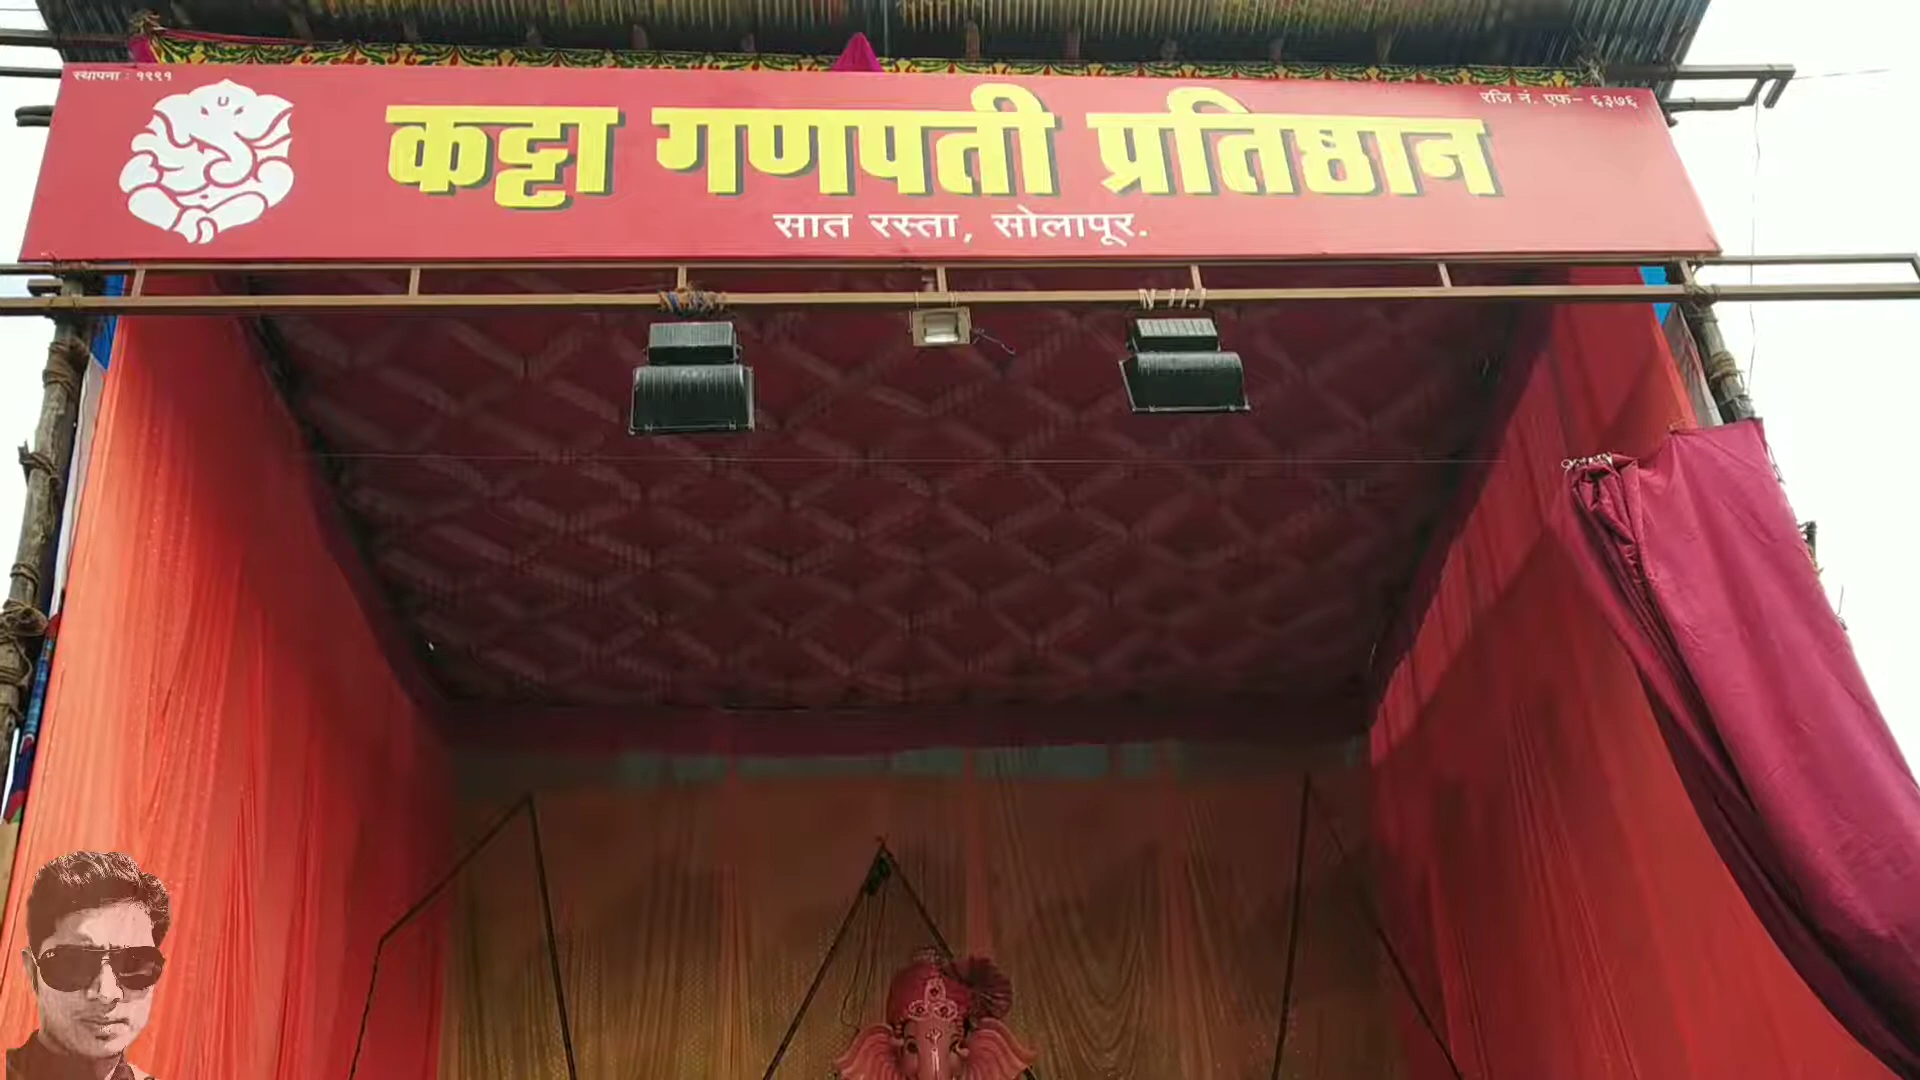 स्थापना : १९९१
रजि नं. एफ- ६३७६
कट्टा गणपती प्रतिष्ठान
सात रस्ता, सोलापूर.